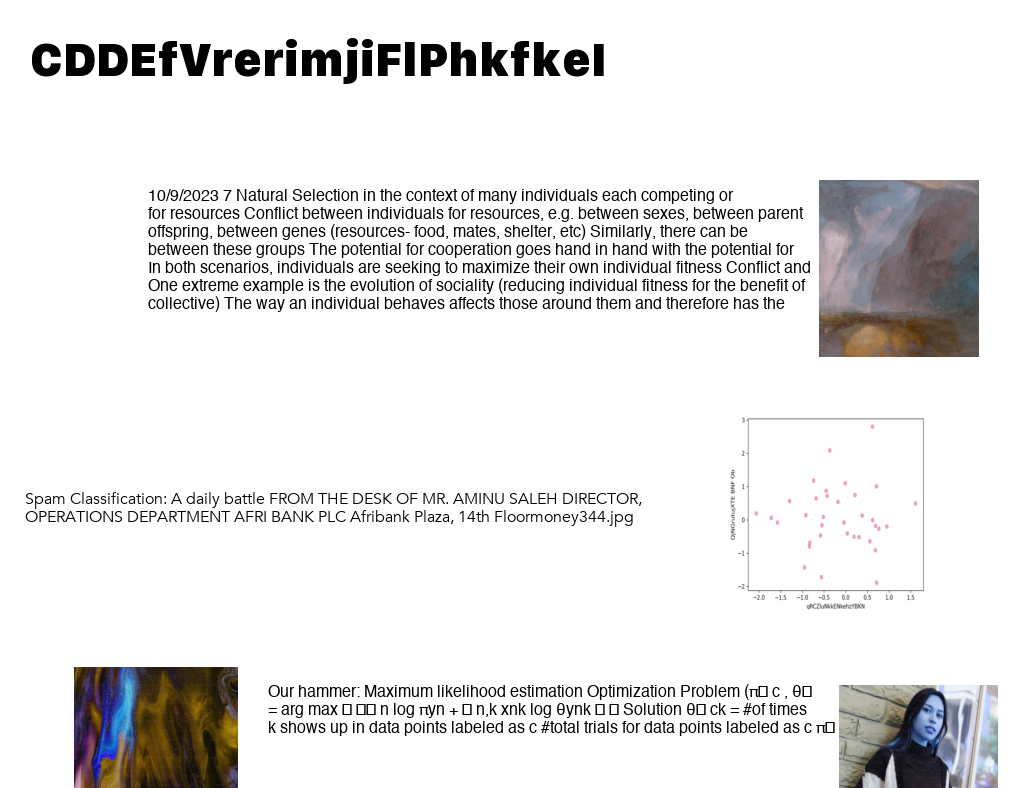 CDDEfVrerimjiFlPhkfkeI
10/9/2023 7 Natural Selection in the context of many individuals each competing or
for resources Conflict between individuals for resources, e.g. between sexes, between parent
offspring, between genes (resources- food, mates, shelter, etc) Similarly, there can be
between these groups The potential for cooperation goes hand in hand with the potential for
In both scenarios, individuals are seeking to maximize their own individual fitness Conflict and
One extreme example is the evolution of sociality (reducing individual fitness for the benefit of
collective) The way an individual behaves affects those around them and therefore has the
3
2
1
0
−1
−2
−2.0 −1.5 −1.0 −0.5 0.0 0.5 1.0 1.5
Spam Classification: A daily battle FROM THE DESK OF MR. AMINU SALEH DIRECTOR,
OPERATIONS DEPARTMENT AFRI BANK PLC Afribank Plaza, 14th Floormoney344.jpg
Our hammer: Maximum likelihood estimation Optimization Problem (π□ c , θ□
= arg max □ □□ n log πyn + □ n,k xnk log θynk □ □ Solution θ□ ck = #of times
k shows up in data points labeled as c #total trials for data points labeled as c π□